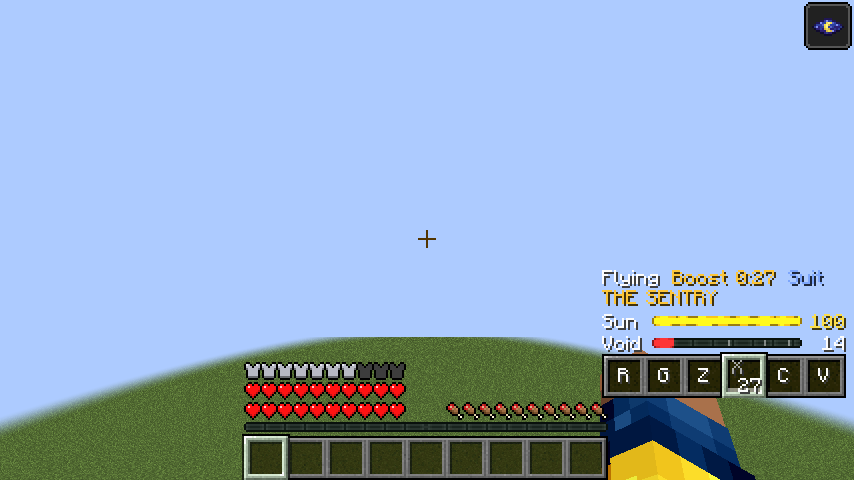 Flying Boost 0:27 Suit
THE SENTRY
Sun 100
Void 14
R G Z X 27 C V